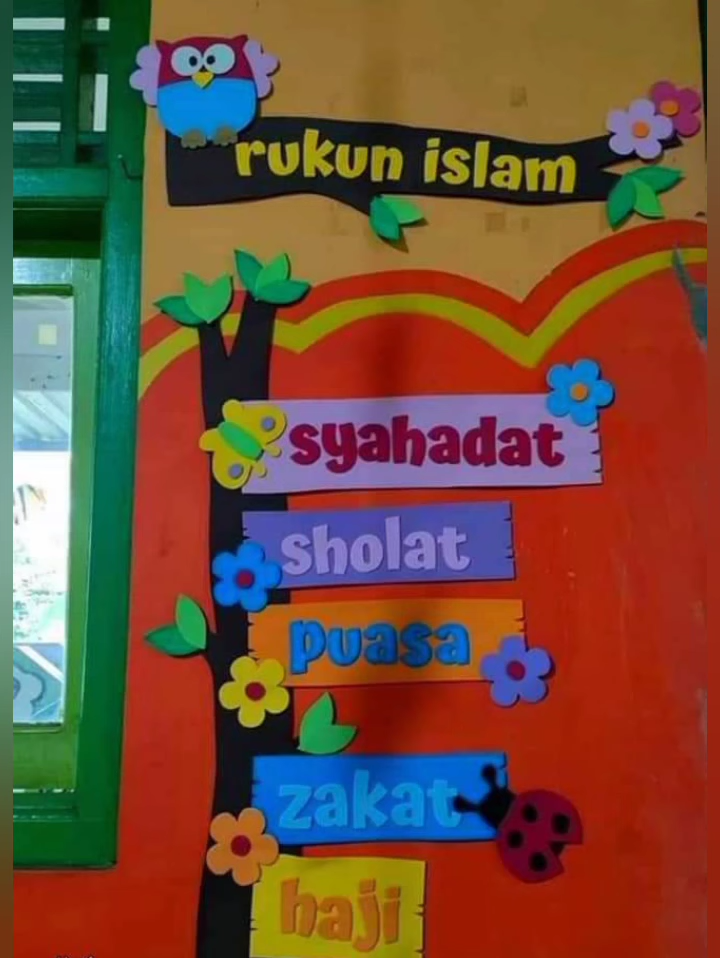 rukun islam
syahadat
sholat
puasa
zakat
haji